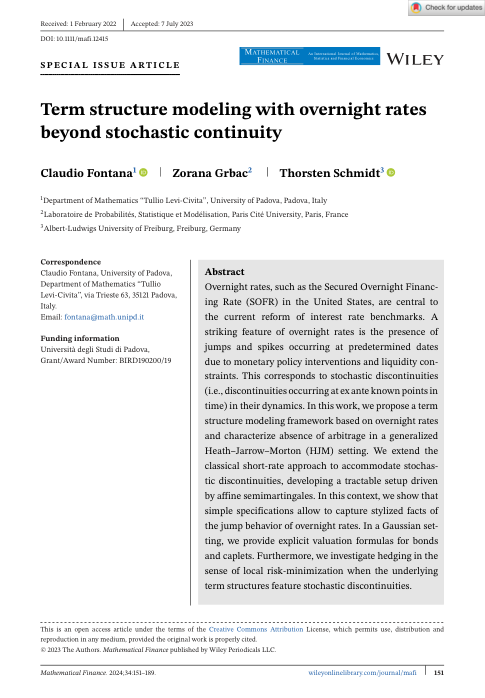 Check for updates
Received: 1 February 2022 Accepted: 7 July 2023
DOI: 10.1111/mafi.12415
SPECIAL ISSUE ARTICLE
MATHEMATICAL
FINANCE
An International Journal of Mathematics,
Statistics and Financial Economics
WILEY
Term structure modeling with overnight rates
beyond stochastic continuity
Claudio Fontana1 Zorana Grbac2 Thorsten Schmidt3
1Department of Mathematics “Tullio Levi-Civita”, University of Padova, Padova, Italy
2Laboratoire de Probabilités, Statistique et Modélisation, Paris Cité University, Paris, France
3Albert-Ludwigs University of Freiburg, Freiburg, Germany
Correspondence
Claudio Fontana, University of Padova,
Department of Mathematics “Tullio
Levi-Civita”, via Trieste 63, 35121 Padova,
Italy.
Email: fontana@math.unipd.it
Funding information
Università degli Studi di Padova,
Grant/Award Number: BIRD190200/19
Abstract
Overnight rates, such as the Secured Overnight Financ-
ing Rate (SOFR) in the United States, are central to
the current reform of interest rate benchmarks. A
striking feature of overnight rates is the presence of
jumps and spikes occurring at predetermined dates
due to monetary policy interventions and liquidity con-
straints. This corresponds to stochastic discontinuities
(i.e., discontinuities occurring at ex ante known points in
time) in their dynamics. In this work, we propose a term
structure modeling framework based on overnight rates
and characterize absence of arbitrage in a generalized
Heath–Jarrow–Morton (HJM) setting. We extend the
classical short-rate approach to accommodate stochas-
tic discontinuities, developing a tractable setup driven
by affine semimartingales. In this context, we show that
simple specifications allow to capture stylized facts of
the jump behavior of overnight rates. In a Gaussian set-
ting, we provide explicit valuation formulas for bonds
and caplets. Furthermore, we investigate hedging in the
sense of local risk-minimization when the underlying
term structures feature stochastic discontinuities.
This is an open access article under the terms of the Creative Commons Attribution License, which permits use, distribution and
reproduction in any medium, provided the original work is properly cited.
© 2023 The Authors. Mathematical Finance published by Wiley Periodicals LLC.
Mathematical Finance. 2024;34:151–189. wileyonlinelibrary.com/journal/mafi 151